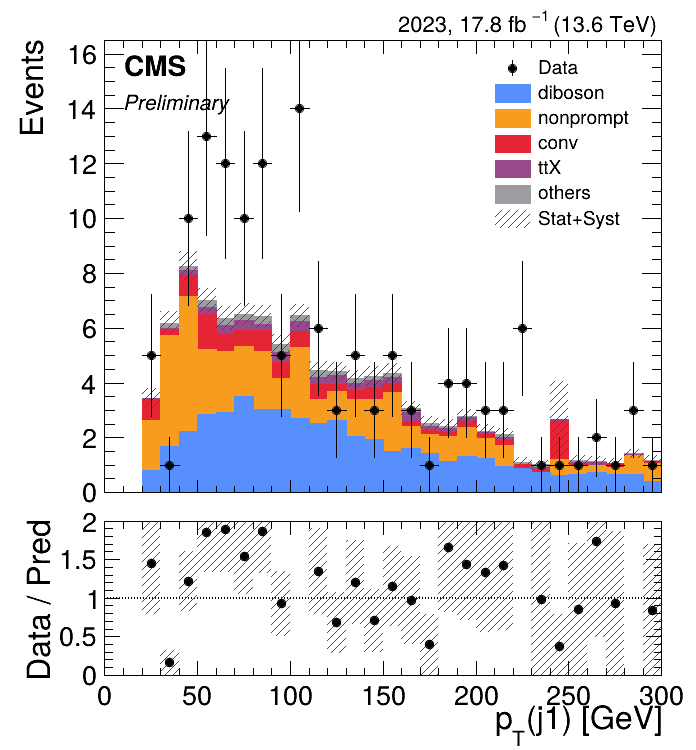 2023, 17.8 fb⁻¹ (13.6 TeV)
Events
16
14
12
10
8
6
4
2
0
CMS
Preliminary
Data
diboson
nonprompt
conv
ttX
others
Stat+Syst
Data / Pred
2
1.5
1
0.5
0
0 50 100 150 200 250 300
p_T(j1) [GeV]